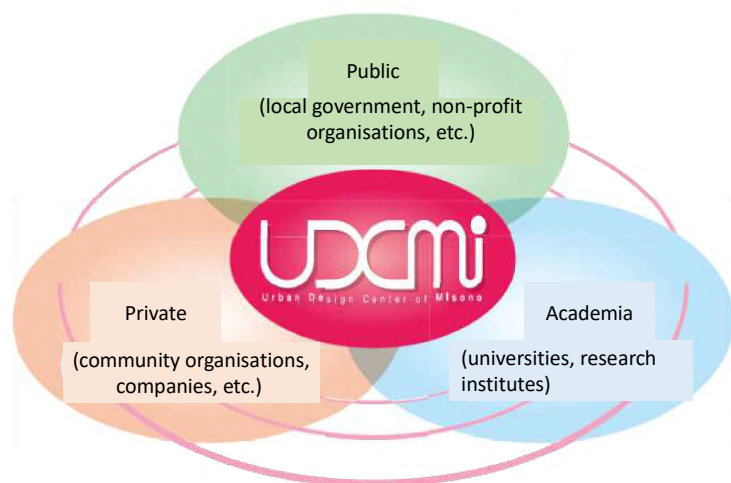 Public
(local government, non-profit
organisations, etc.)
UDCMi
Urban Design Center of Misono
Private
(community organisations,
companies, etc.)
Academia
(universities, research
institutes)